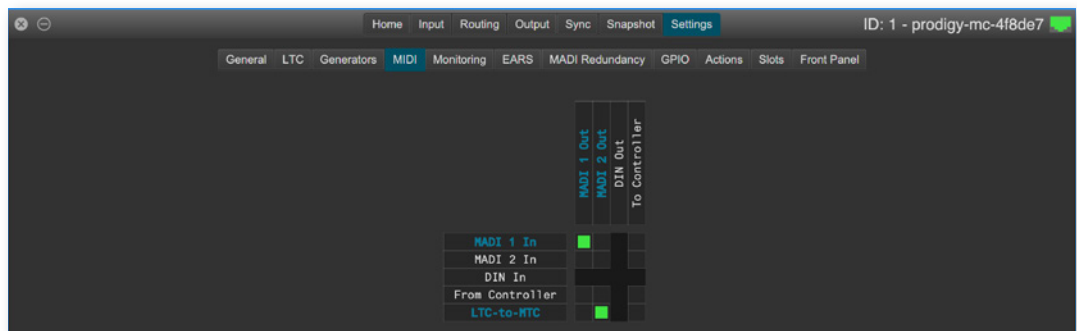 Home Input Routing Output Sync Snapshot Settings ID: 1 - prodigy-mc-4f8de7
General LTC Generators MIDI Monitoring EARS MADI Redundancy GPIO Actions Slots Front Panel
MADI 1 Out
MADI 2 Out
DIN Out
To Controller
MADI 1 In
MADI 2 In
DIN In
From Controller
LTC-to-MTC